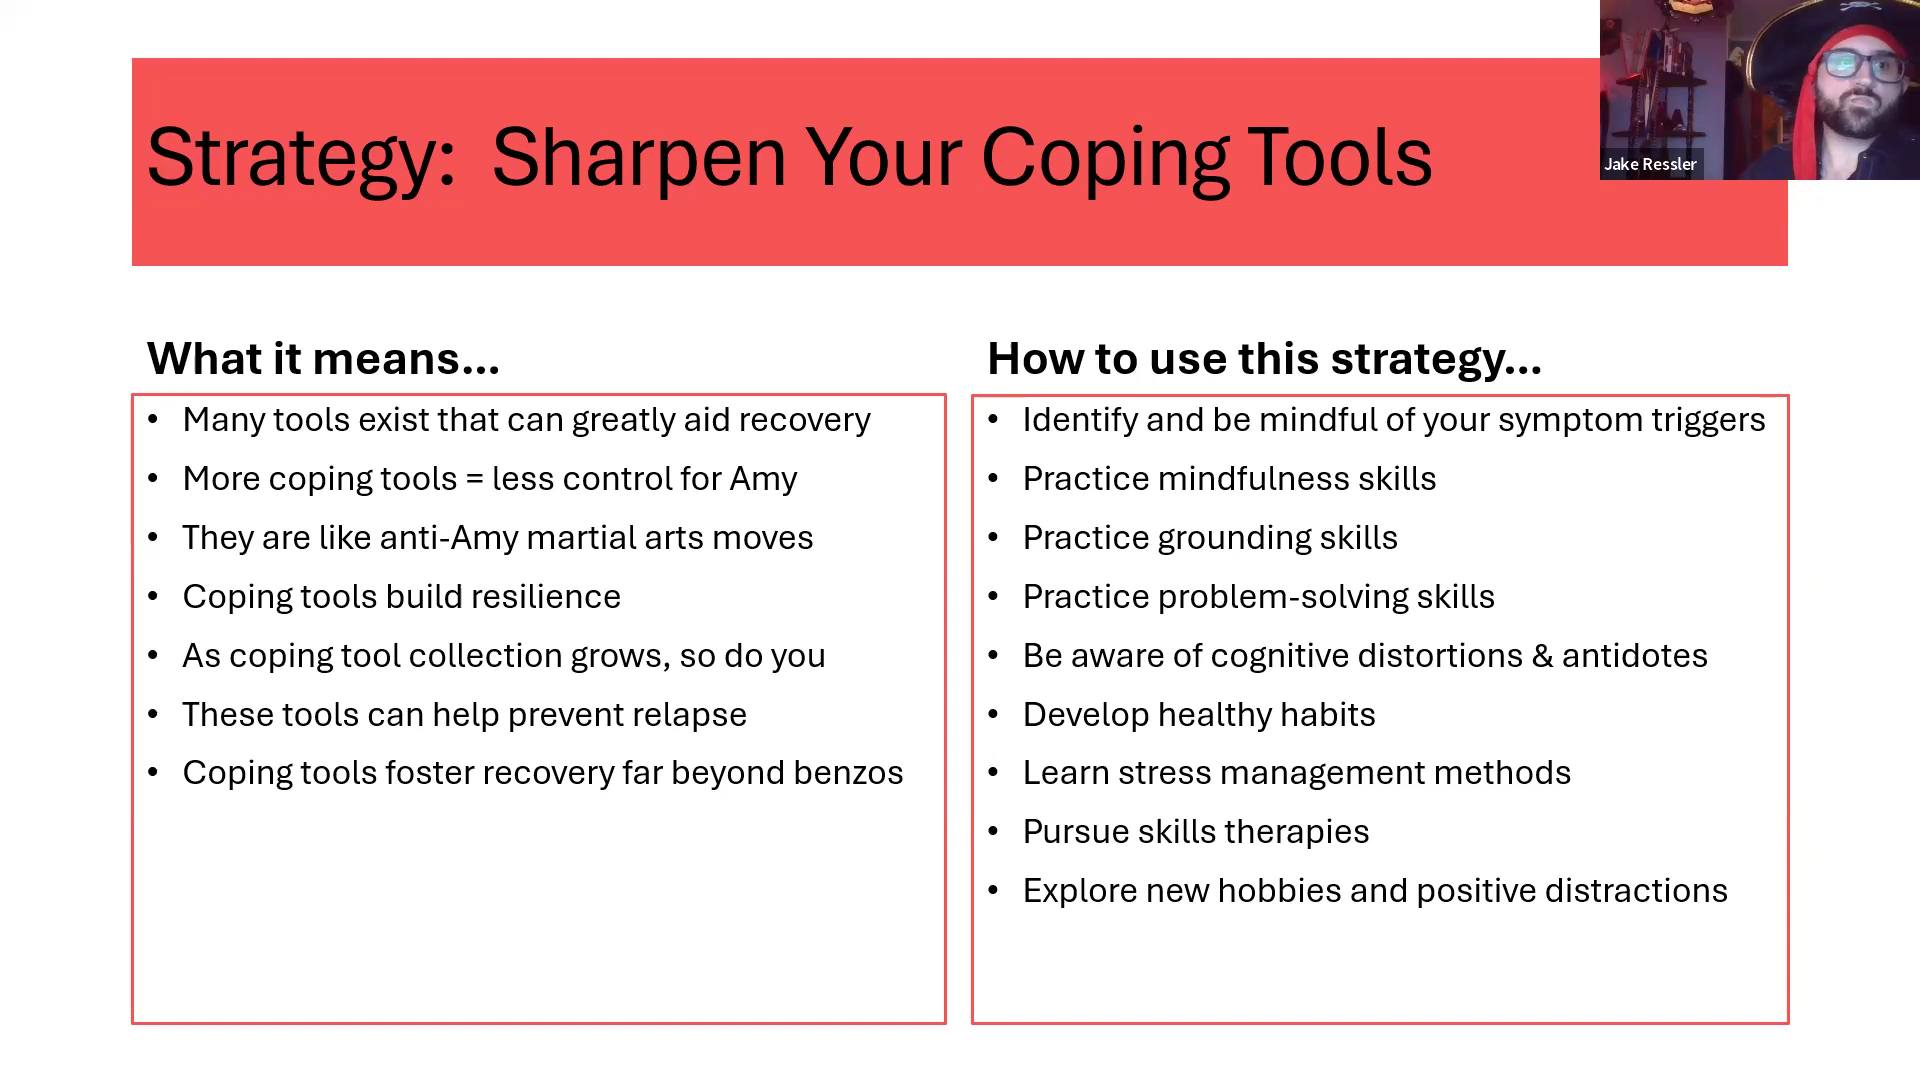 Strategy:  Sharpen Your Coping Tools
Jake Ressler
What it means...
• Many tools exist that can greatly aid recovery
• More coping tools = less control for Amy
• They are like anti-Amy martial arts moves
• Coping tools build resilience
• As coping tool collection grows, so do you
• These tools can help prevent relapse
• Coping tools foster recovery far beyond benzos
How to use this strategy...
• Identify and be mindful of your symptom triggers
• Practice mindfulness skills
• Practice grounding skills
• Practice problem-solving skills
• Be aware of cognitive distortions & antidotes
• Develop healthy habits
• Learn stress management methods
• Pursue skills therapies
• Explore new hobbies and positive distractions